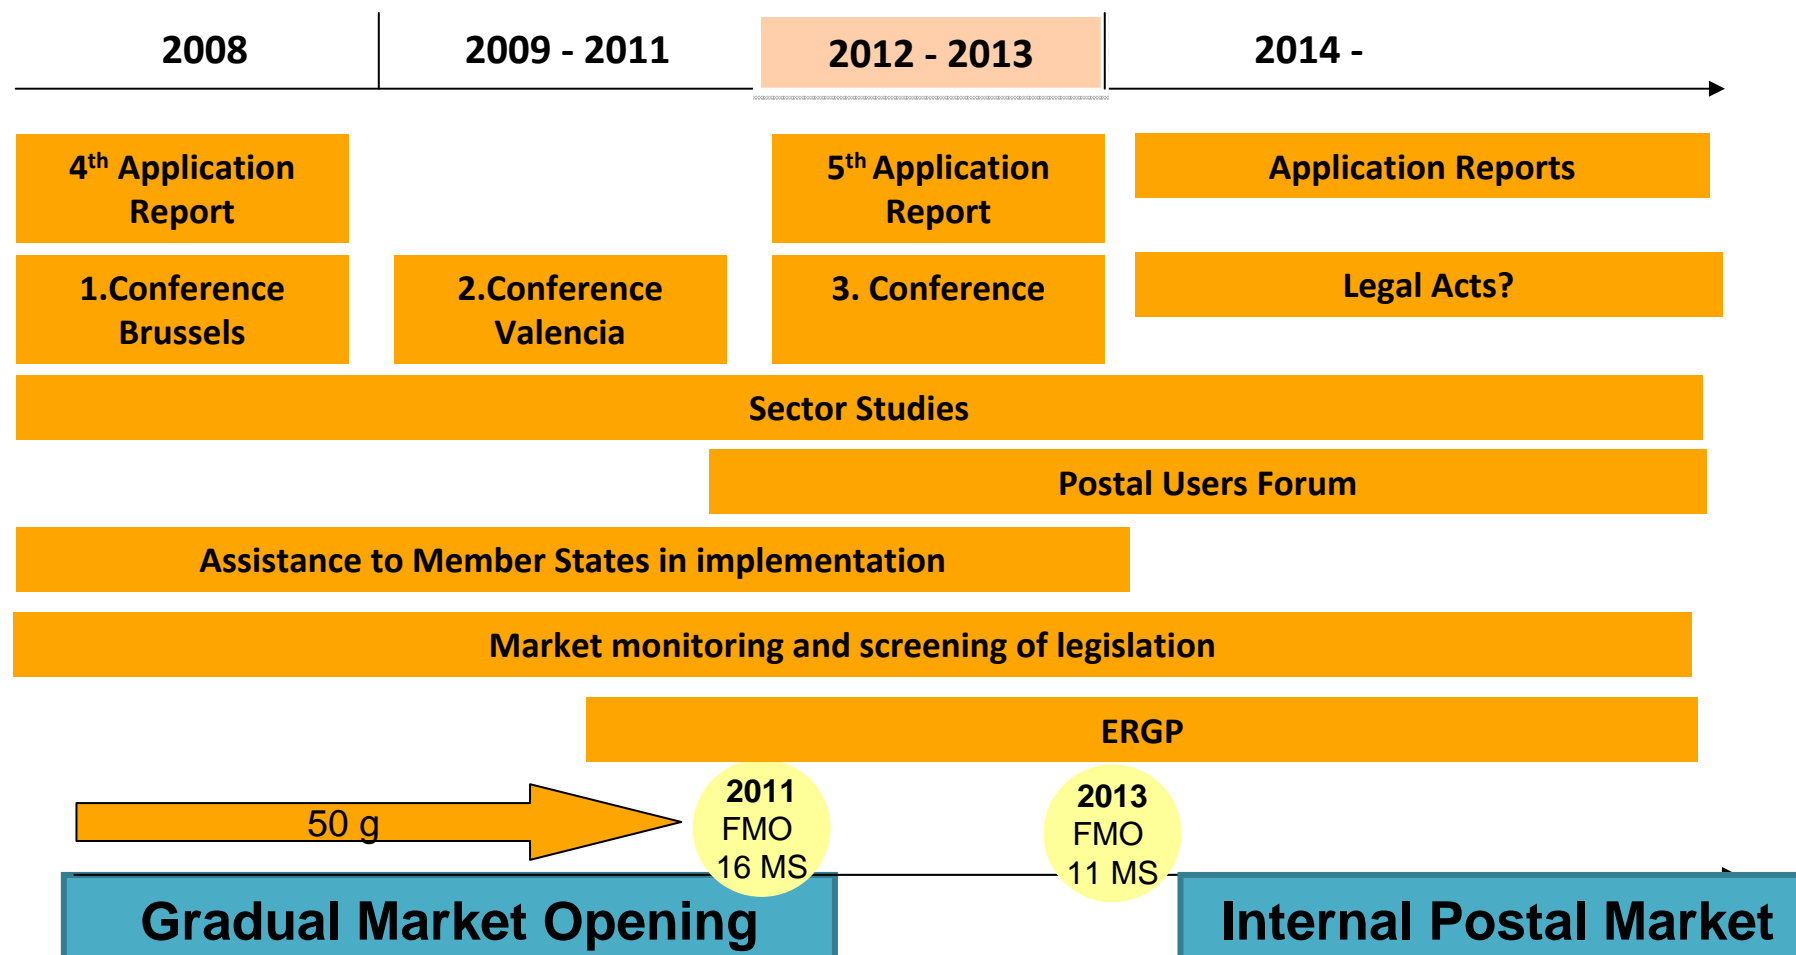 2008
2009 - 2011
2012 - 2013
2014 -
4th Application
Report
5th Application
Report
Application Reports
1.Conference
Brussels
2.Conference
Valencia
3. Conference
Legal Acts?
Sector Studies
Postal Users Forum
Assistance to Member States in implementation
Market monitoring and screening of legislation
ERGP
50 g
2011
FMO
16 MS
2013
FMO
11 MS
Gradual Market Opening
Internal Postal Market